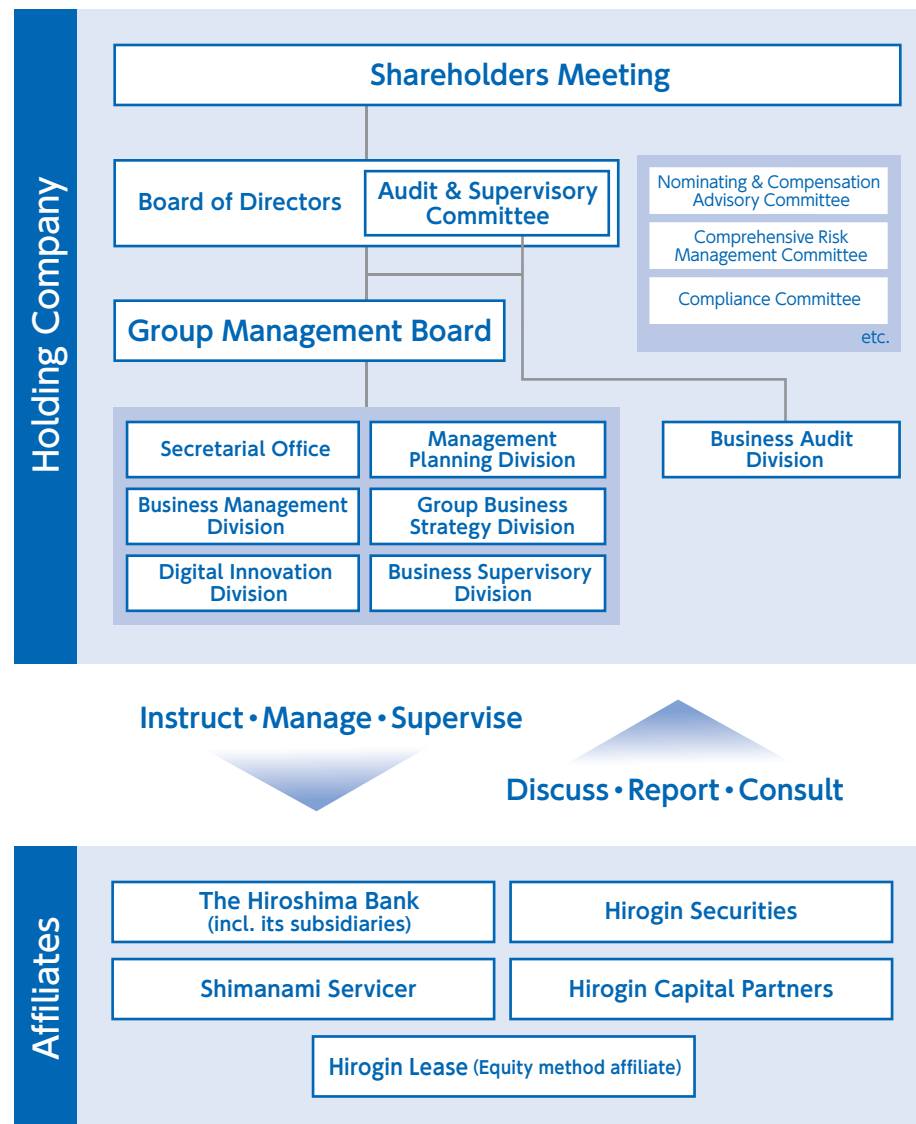 Holding Company
Shareholders Meeting
Board of Directors
Audit & Supervisory
Committee
Nominating & Compensation
Advisory Committee
Comprehensive Risk
Management Committee
Compliance Committee
etc.
Group Management Board
Secretarial Office
Management
Planning Division
Business Management
Division
Group Business
Strategy Division
Digital Innovation
Division
Business Supervisory
Division
Business Audit
Division
Instruct・Manage・Supervise
Discuss・Report・Consult
Affiliates
The Hiroshima Bank
(incl. its subsidiaries)
Hirogin Securities
Shimanami Servicer
Hirogin Capital Partners
Hirogin Lease (Equity method affiliate)